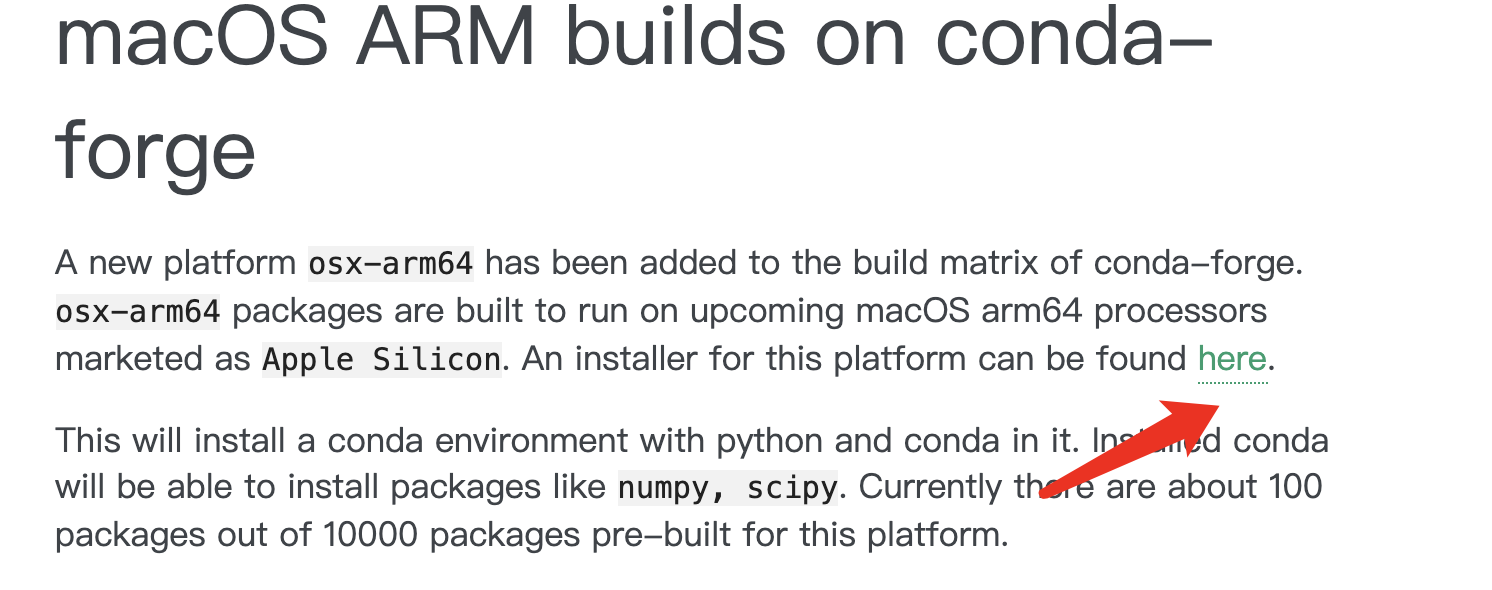 macOS ARM builds on conda-
forge
A new platform osx-arm64 has been added to the build matrix of conda-forge.
osx-arm64 packages are built to run on upcoming macOS arm64 processors
marketed as Apple Silicon. An installer for this platform can be found here.
This will install a conda environment with python and conda in it. Installed conda
will be able to install packages like numpy, scipy. Currently there are about 100
packages out of 10000 packages pre-built for this platform.